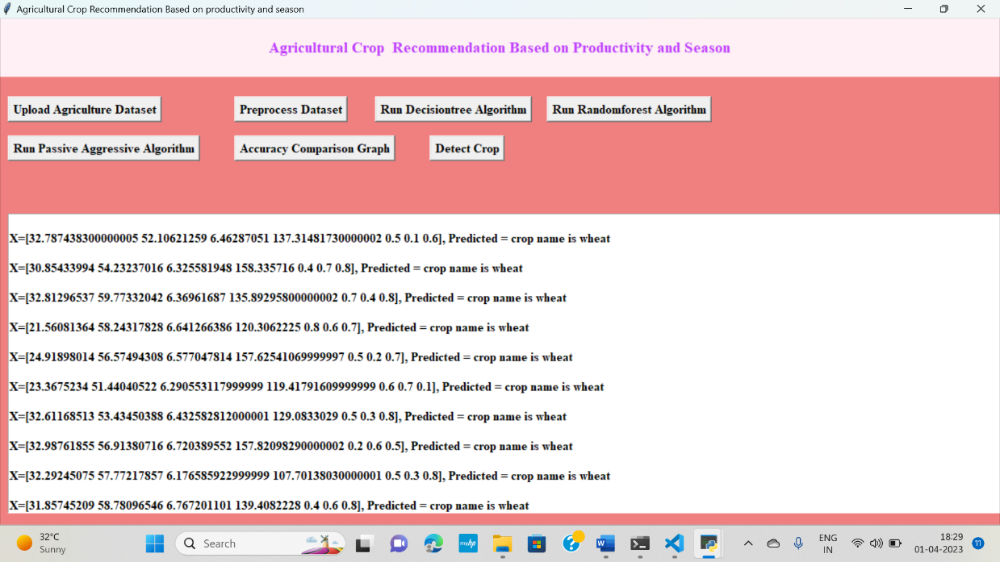 Agricultural Crop Recommendation Based on productivity and season
Agricultural Crop  Recommendation Based on Productivity and Season
Upload Agriculture Dataset
Preprocess Dataset
Run Decisiontree Algorithm
Run Randomforest Algorithm
Run Passive Aggressive Algorithm
Accuracy Comparison Graph
Detect Crop
X=[32.787438300000005 52.10621259 6.46287051 137.31481730000002 0.5 0.1 0.6], Predicted = crop name is wheat
X=[30.85433994 54.23237016 6.325581948 158.335716 0.4 0.7 0.8], Predicted = crop name is wheat
X=[32.81296537 59.77332042 6.36961687 135.89295800000002 0.7 0.4 0.8], Predicted = crop name is wheat
X=[21.56081364 58.24317828 6.641266386 120.3062225 0.8 0.6 0.7], Predicted = crop name is wheat
X=[24.91898014 56.57494308 6.577047814 157.62541069999997 0.5 0.2 0.7], Predicted = crop name is wheat
X=[23.3675234 51.44040522 6.290553117999999 119.41791609999999 0.6 0.7 0.1], Predicted = crop name is wheat
X=[32.61168513 53.43450388 6.432582812000001 129.0833029 0.5 0.3 0.8], Predicted = crop name is wheat
X=[32.98761855 56.91380716 6.720389552 157.82098290000002 0.2 0.6 0.5], Predicted = crop name is wheat
X=[32.29245075 57.77217857 6.176585922999999 107.70138030000001 0.5 0.3 0.8], Predicted = crop name is wheat
X=[31.85745209 58.78096546 6.767201101 139.4082228 0.4 0.6 0.8], Predicted = crop name is wheat
32°C
Sunny
Search
myhp
ENG
IN
18:29
01-04-2023
11